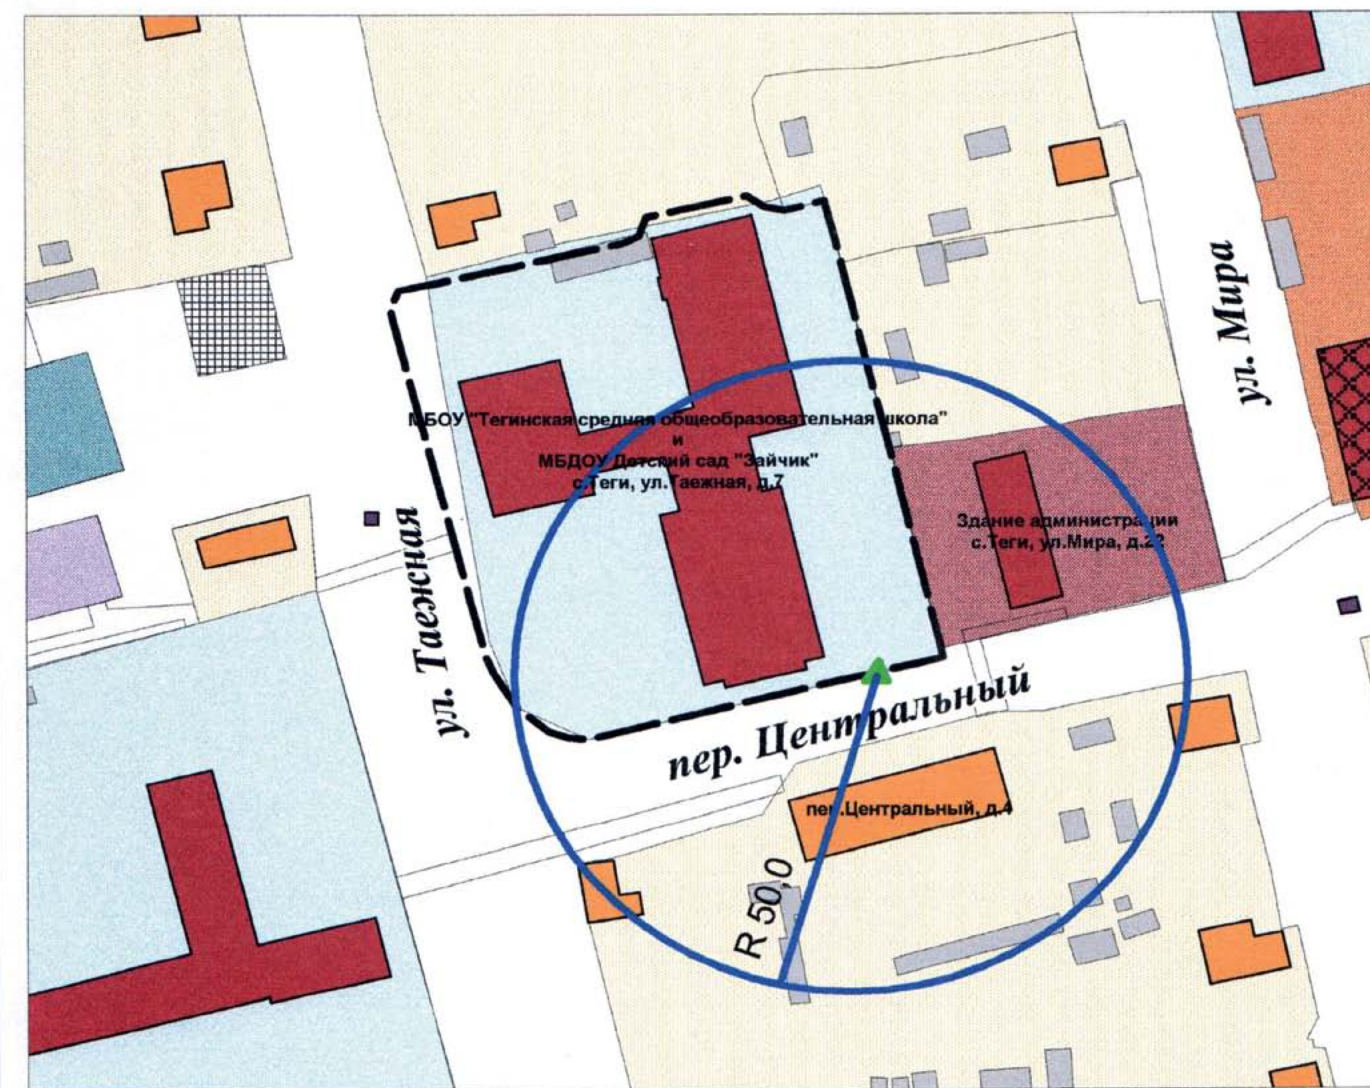 ул. Мира
МБОУ "Тегинская средняя общеобразовательная школа"
и
МБДОУ Детский сад "Зайчик"
с.Теги, ул.Таежная, д.7
Здание администрации
с.Теги, ул.Мира, д.22
ул. Таежная
пер. Центральный
пер.Центральный, д.4
R 50,0